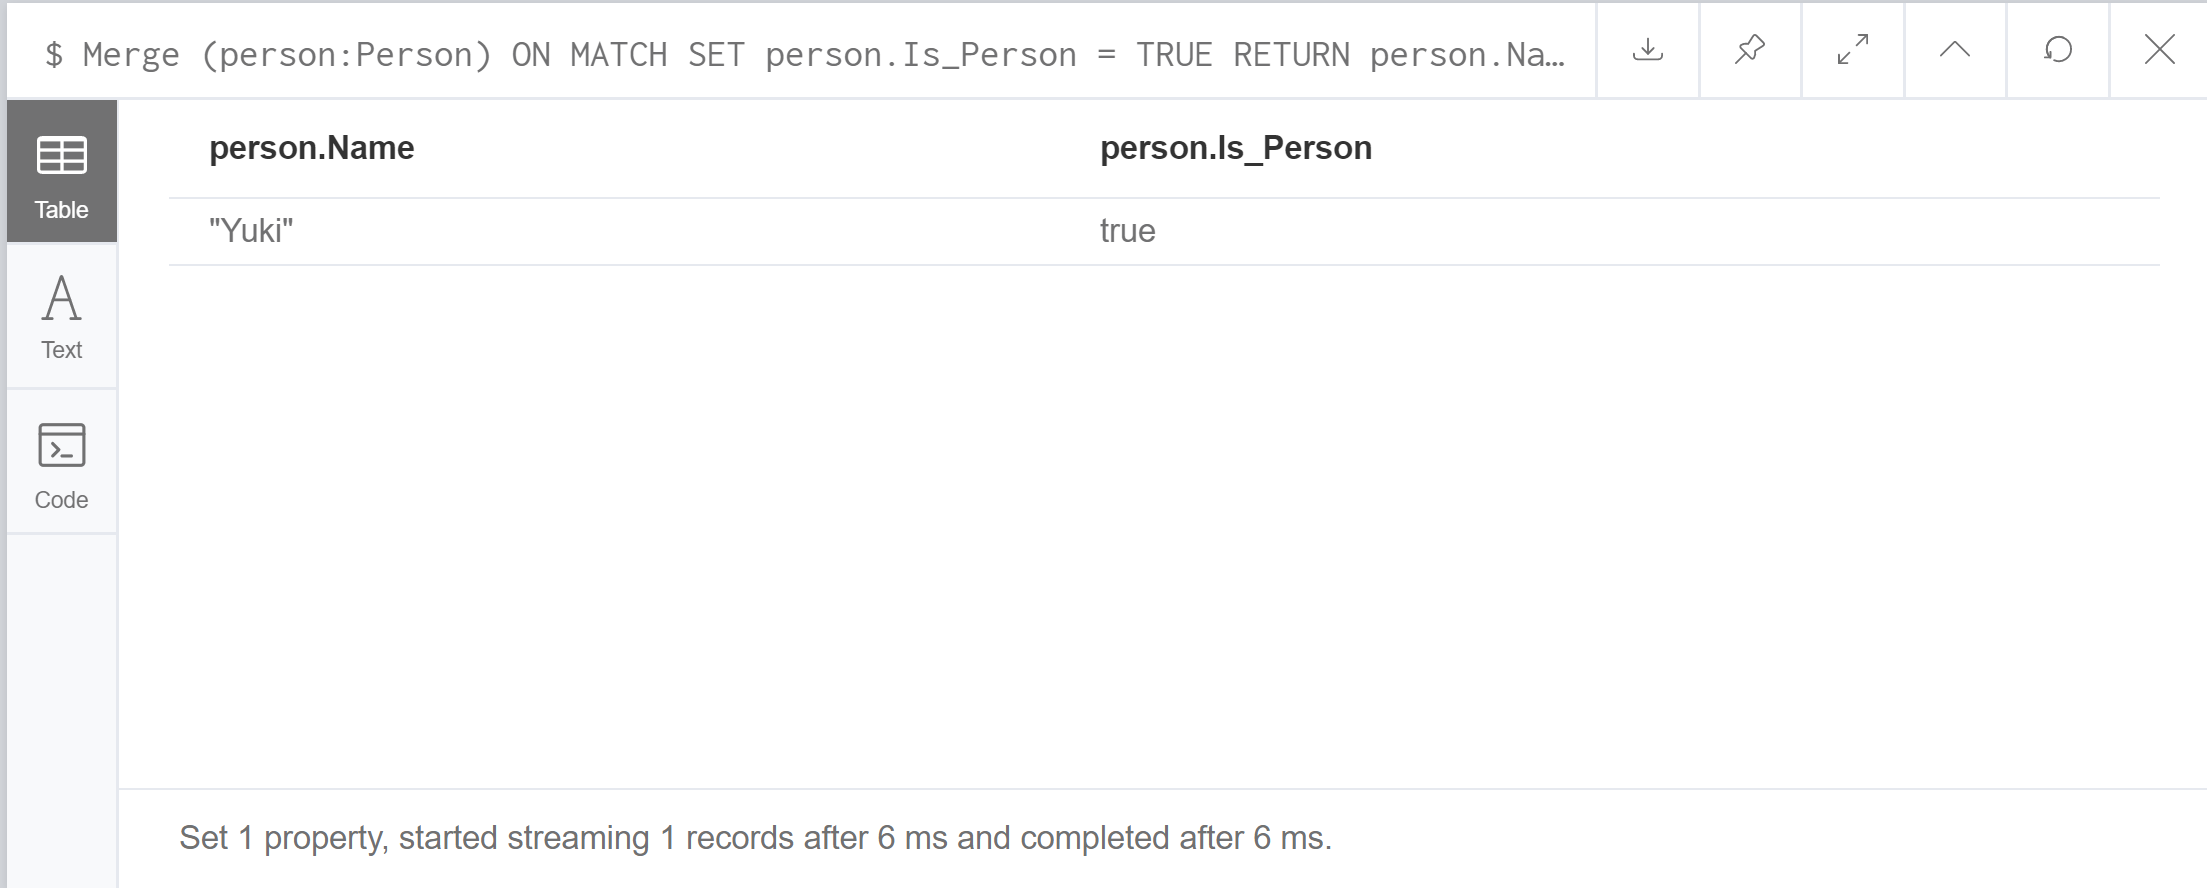 $ Merge (person:Person) ON MATCH SET person.Is_Person = TRUE RETURN person.Na…
Table
Text
Code
person.Name person.Is_Person
"Yuki" true
Set 1 property, started streaming 1 records after 6 ms and completed after 6 ms.